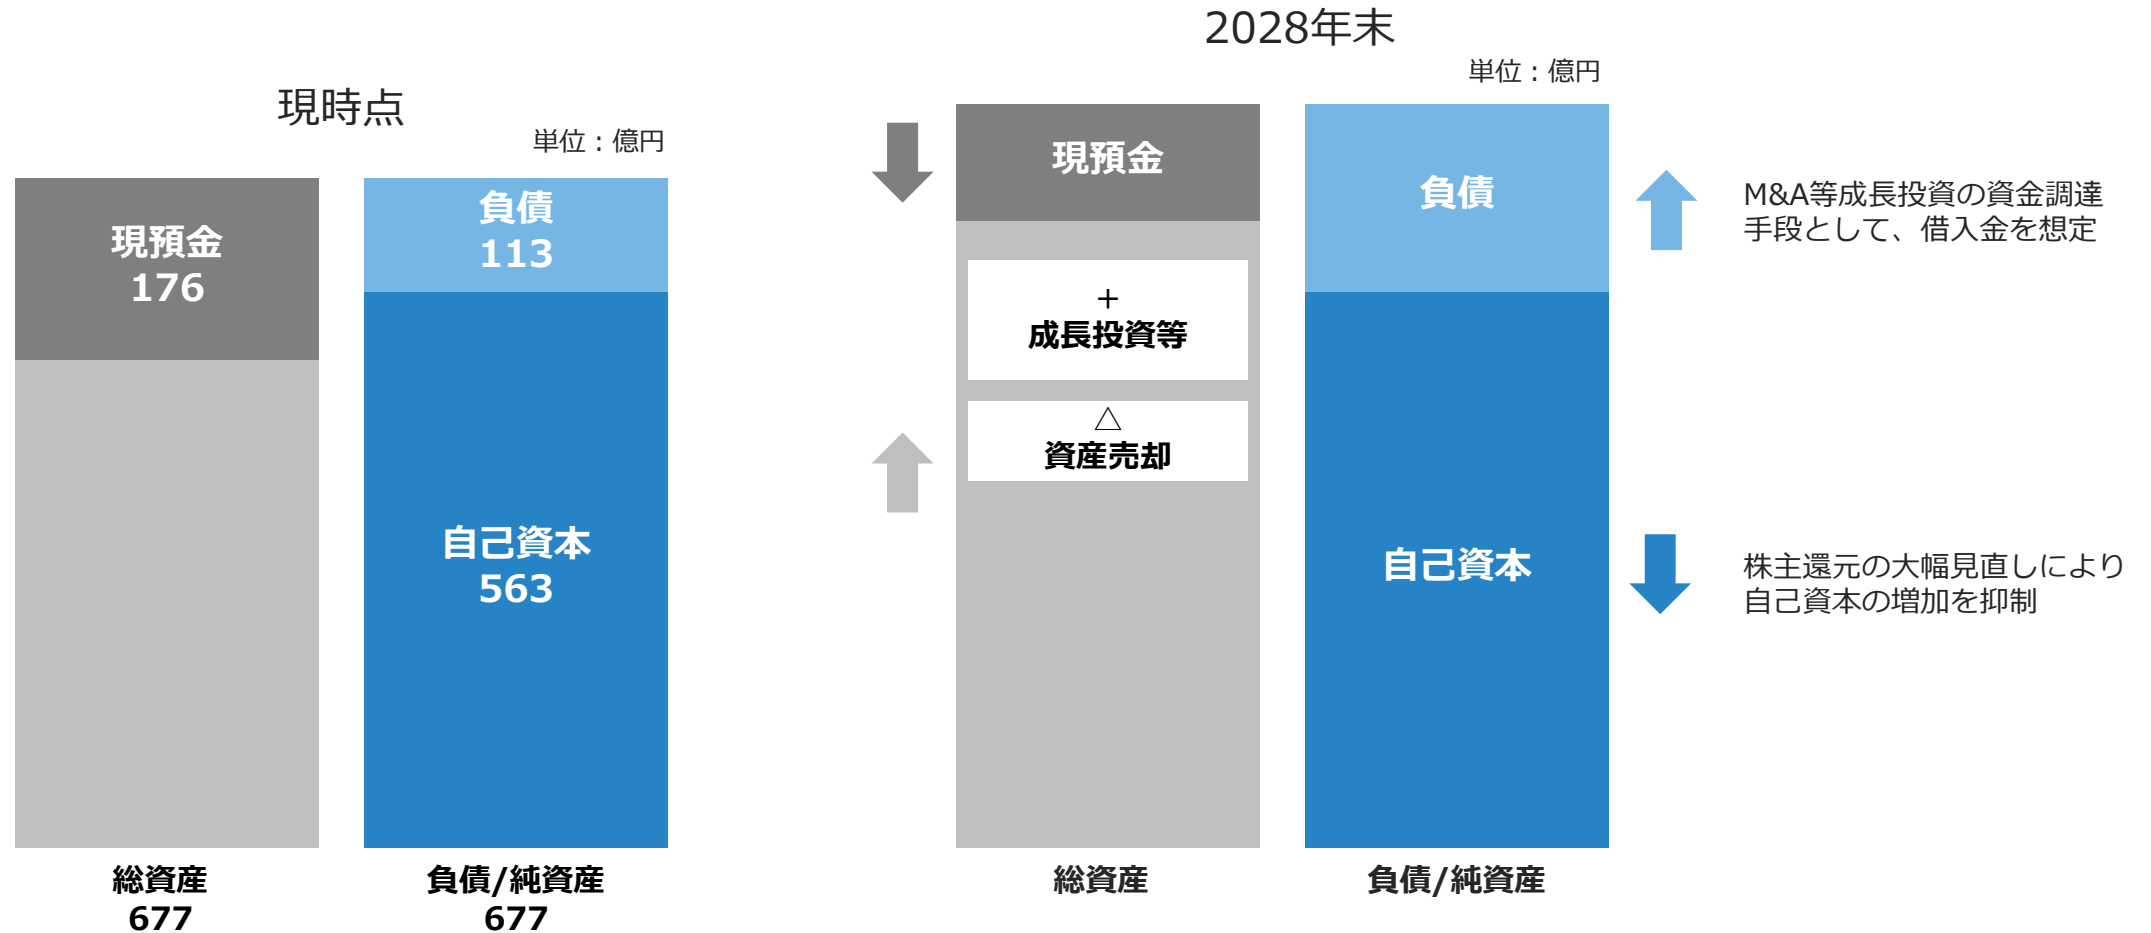 現時点
単位：億円
現預金
176
負債
113
自己資本
563
総資産
677
負債/純資産
677
2028年末
単位：億円
現預金
＋
成長投資等
△
資産売却
負債
自己資本
総資産
負債/純資産
M&A等成長投資の資金調達
手段として、借入金を想定
株主還元の大幅見直しにより
自己資本の増加を抑制